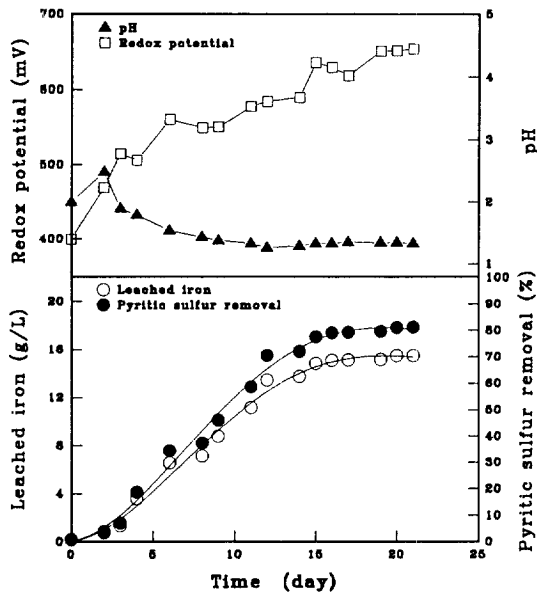 Redox potential (mV)
700
600
500
400
pH
Redox potential
5
4
3
2
1
pH
Leached iron (g/L)
20
16
12
8
4
0
Leached iron
Pyritic sulfur removal
100
90
80
70
60
50
40
30
20
10
0
Pyritic sulfur removal (%)
0 5 10 15 20 25
Time (day)